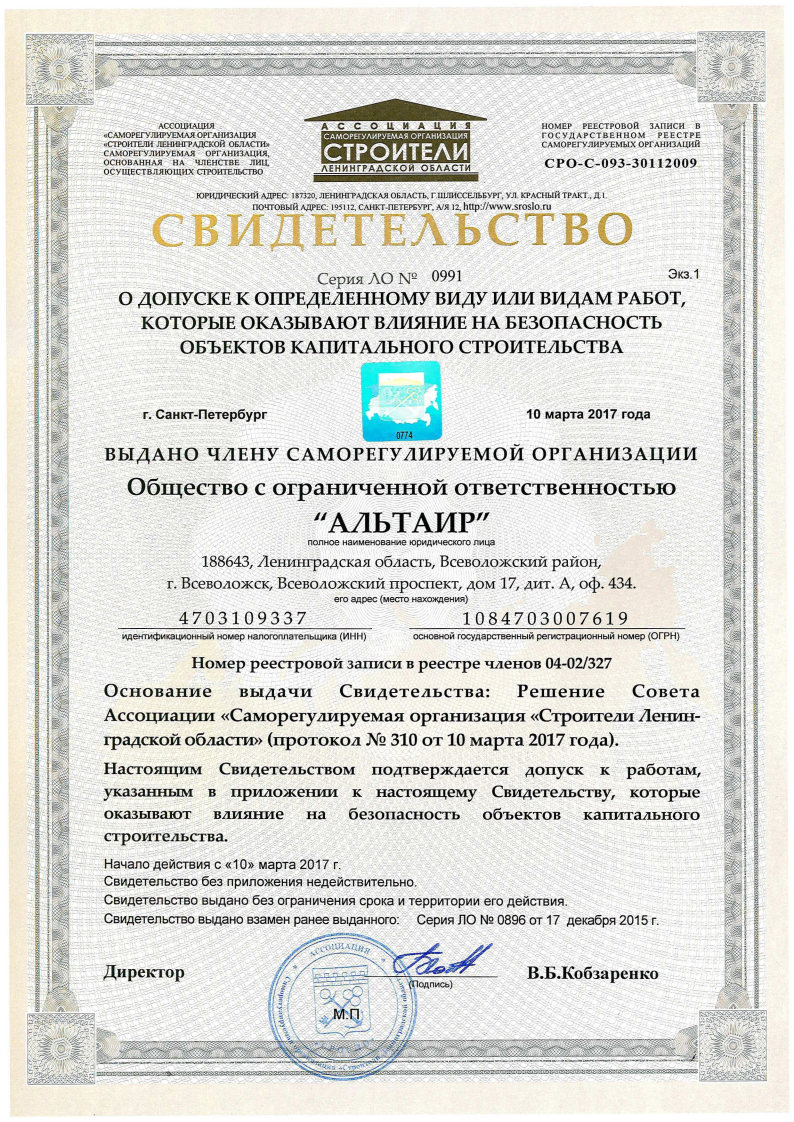 АССОЦИАЦИЯ
«САМОРЕГУЛИРУЕМАЯ ОРГАНИЗАЦИЯ
«СТРОИТЕЛИ ЛЕНИНГРАДСКОЙ ОБЛАСТИ»
САМОРЕГУЛИРУЕМАЯ ОРГАНИЗАЦИЯ,
ОСНОВАННАЯ НА ЧЛЕНСТВЕ ЛИЦ,
ОСУЩЕСТВЛЯЮЩИХ СТРОИТЕЛЬСТВО
АССОЦИАЦИЯ
САМОРЕГУЛИРУЕМАЯ ОРГАНИЗАЦИЯ
СТРОИТЕЛИ
ЛЕНИНГРАДСКОЙ ОБЛАСТИ
НОМЕР РЕЕСТРОВОЙ ЗАПИСИ В
ГОСУДАРСТВЕННОМ РЕЕСТРЕ
САМОРЕГУЛИРУЕМЫХ ОРГАНИЗАЦИЙ
СРО-С-093-30112009
ЮРИДИЧЕСКИЙ АДРЕС: 187320, ЛЕНИНГРАДСКАЯ ОБЛАСТЬ, Г.ШЛИССЕЛЬБУРГ, УЛ. КРАСНЫЙ ТРАКТ., Д.1.
ПОЧТОВЫЙ АДРЕС: 195112, САНКТ-ПЕТЕРБУРГ, А/Я 12, http://www.sroslo.ru
СВИДЕТЕЛЬСТВО
Серия ЛО № 0991
Экз.1
О ДОПУСКЕ К ОПРЕДЕЛЕННОМУ ВИДУ ИЛИ ВИДАМ РАБОТ,
КОТОРЫЕ ОКАЗЫВАЮТ ВЛИЯНИЕ НА БЕЗОПАСНОСТЬ
ОБЪЕКТОВ КАПИТАЛЬНОГО СТРОИТЕЛЬСТВА
г. Санкт-Петербург
10 марта 2017 года
0774
ВЫДАНО ЧЛЕНУ САМОРЕГУЛИРУЕМОЙ ОРГАНИЗАЦИИ
Общество с ограниченной ответственностью
“АЛЬТАИР”
полное наименование юридического лица
188643, Ленинградская область, Всеволожский район,
г. Всеволожск, Всеволожский проспект, дом 17, дит. А, оф. 434.
его адрес (место нахождения)
4703109337 1084703007619
идентификационный номер налогоплательщика (ИНН) основной государственный регистрационный номер (ОГРН)
Номер реестровой записи в реестре членов 04-02/327
Основание выдачи Свидетельства: Решение Совета
Ассоциации «Саморегулируемая организация «Строители Ленин-
градской области» (протокол № 310 от 10 марта 2017 года).
Настоящим Свидетельством подтверждается допуск к работам,
указанным в приложении к настоящему Свидетельству, которые
оказывают влияние на безопасность объектов капитального
строительства.
Начало действия с «10» марта 2017 г.
Свидетельство без приложения недействительно.
Свидетельство выдано без ограничения срока и территории его действия.
Свидетельство выдано взамен ранее выданного: Серия ЛО № 0896 от 17 декабря 2015 г.
АССОЦИАЦИЯ
Директор
(Подпись)
В.Б.Кобзаренко
М.П